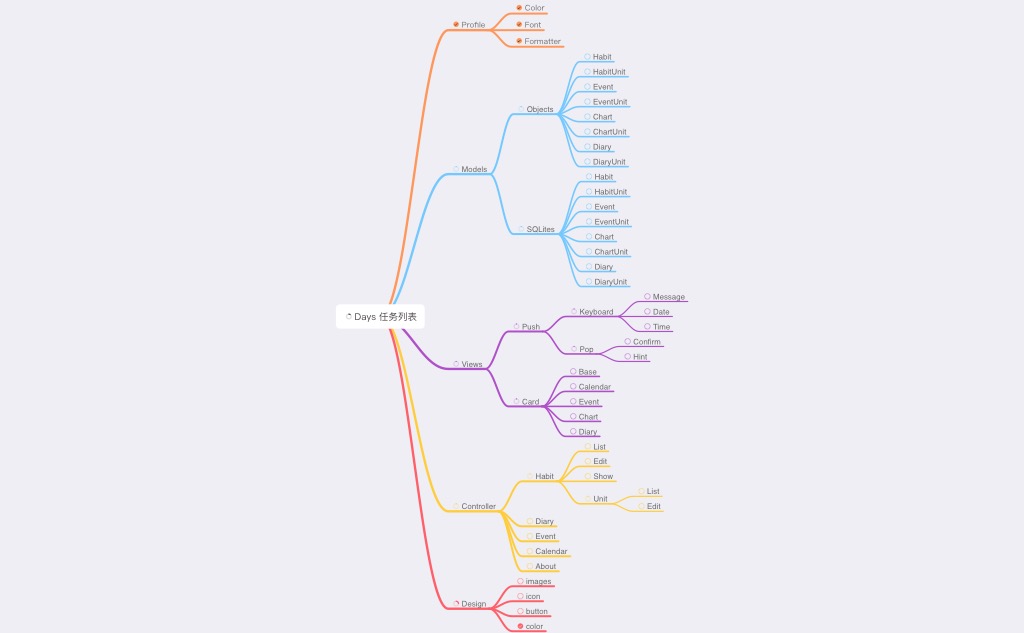 Days 任务列表
Profile
Color
Font
Formatter
Models
Objects
Habit
HabitUnit
Event
EventUnit
Chart
ChartUnit
Diary
DiaryUnit
SQLites
Habit
HabitUnit
Event
EventUnit
Chart
ChartUnit
Diary
DiaryUnit
Views
Push
Keyboard
Message
Date
Time
Pop
Confirm
Hint
Card
Base
Calendar
Event
Chart
Diary
Controller
Habit
List
Edit
Show
Unit
List
Edit
Diary
Event
Calendar
About
Design
images
icon
button
color